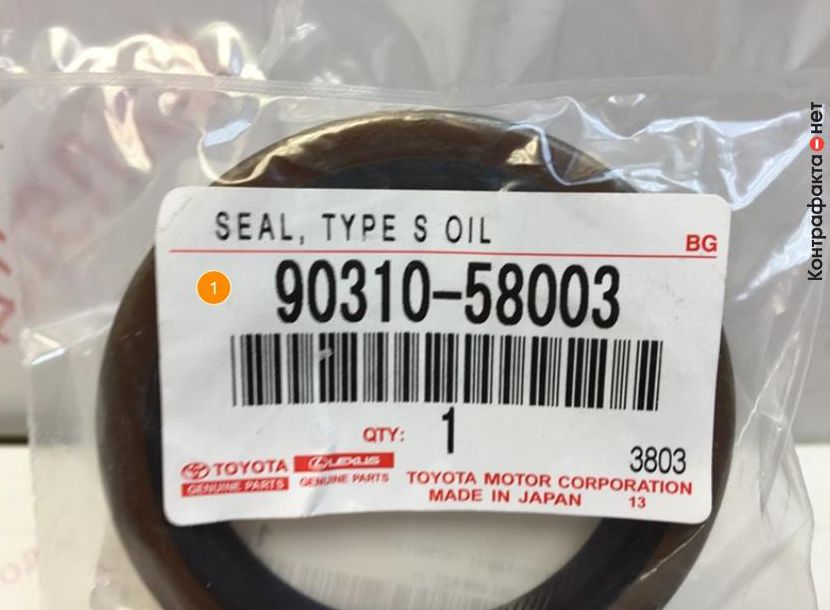 SEAL, TYPE S OIL
BG
1
90310-58003
QTY: 1
3803
TOYOTA
GENUINE PARTS
LEXUS
GENUINE PARTS
TOYOTA MOTOR CORPORATION
MADE IN JAPAN 13
Контрафакта нет